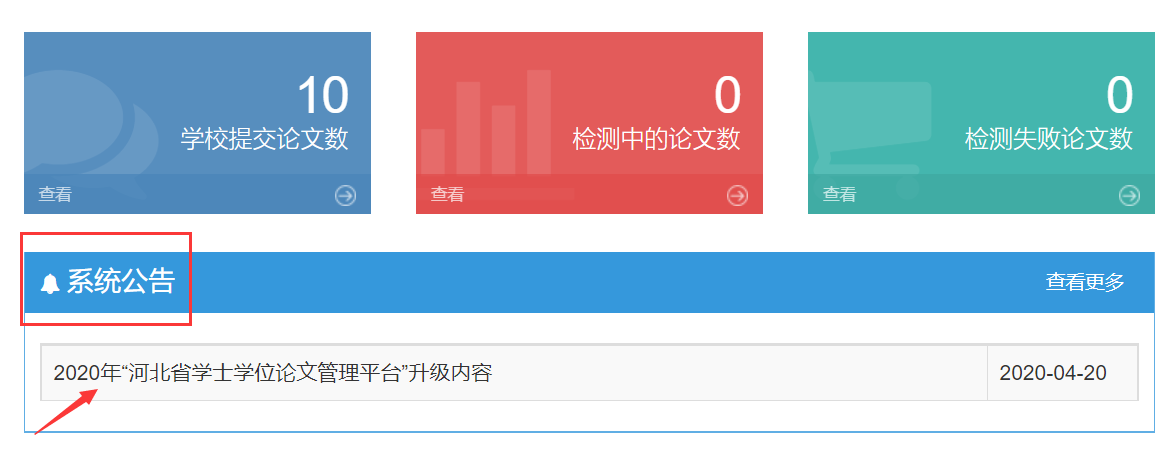 10
学校提交论文数
查看
0
检测中的论文数
查看
0
检测失败论文数
查看
系统公告
查看更多
2020年“河北省学士学位论文管理平台”升级内容
2020-04-20